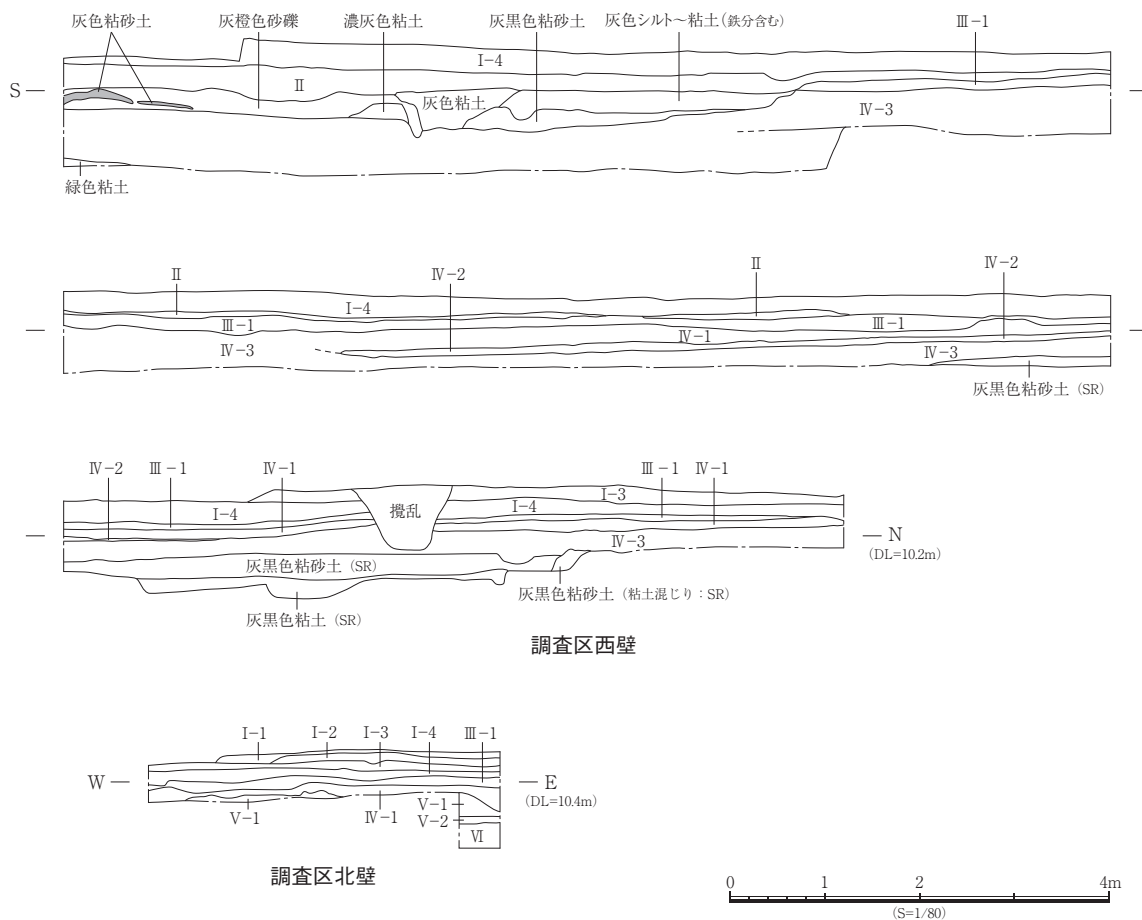 灰色粘砂土
灰橙色砂礫
濃灰色粘土
灰黒色粘砂土
灰色シルト～粘土(鉄分含む)
Ⅲ-1
Ⅰ-4
S
Ⅱ
灰色粘土
Ⅳ-3
緑色粘土
Ⅱ
Ⅳ-2
Ⅱ
Ⅳ-2
Ⅰ-4
Ⅲ-1
Ⅲ-1
Ⅳ-1
Ⅳ-3
Ⅳ-3
灰黒色粘砂土 (SR)
Ⅳ-2
Ⅲ-1
Ⅳ-1
Ⅲ-1
Ⅳ-1
Ⅰ-3
Ⅰ-4
攪乱
Ⅰ-4
Ⅳ-3
N
(DL=10.2m)
灰黒色粘砂土 (SR)
灰黒色粘砂土 (粘土混じり：SR)
灰黒色粘土 (SR)
調査区西壁
Ⅰ-1
Ⅰ-2
Ⅰ-3
Ⅰ-4
Ⅲ-1
W
E
(DL=10.4m)
Ⅴ-1
Ⅳ-1
Ⅴ-1
Ⅴ-2
Ⅵ
調査区北壁
0 1 2 4m
(S=1/80)